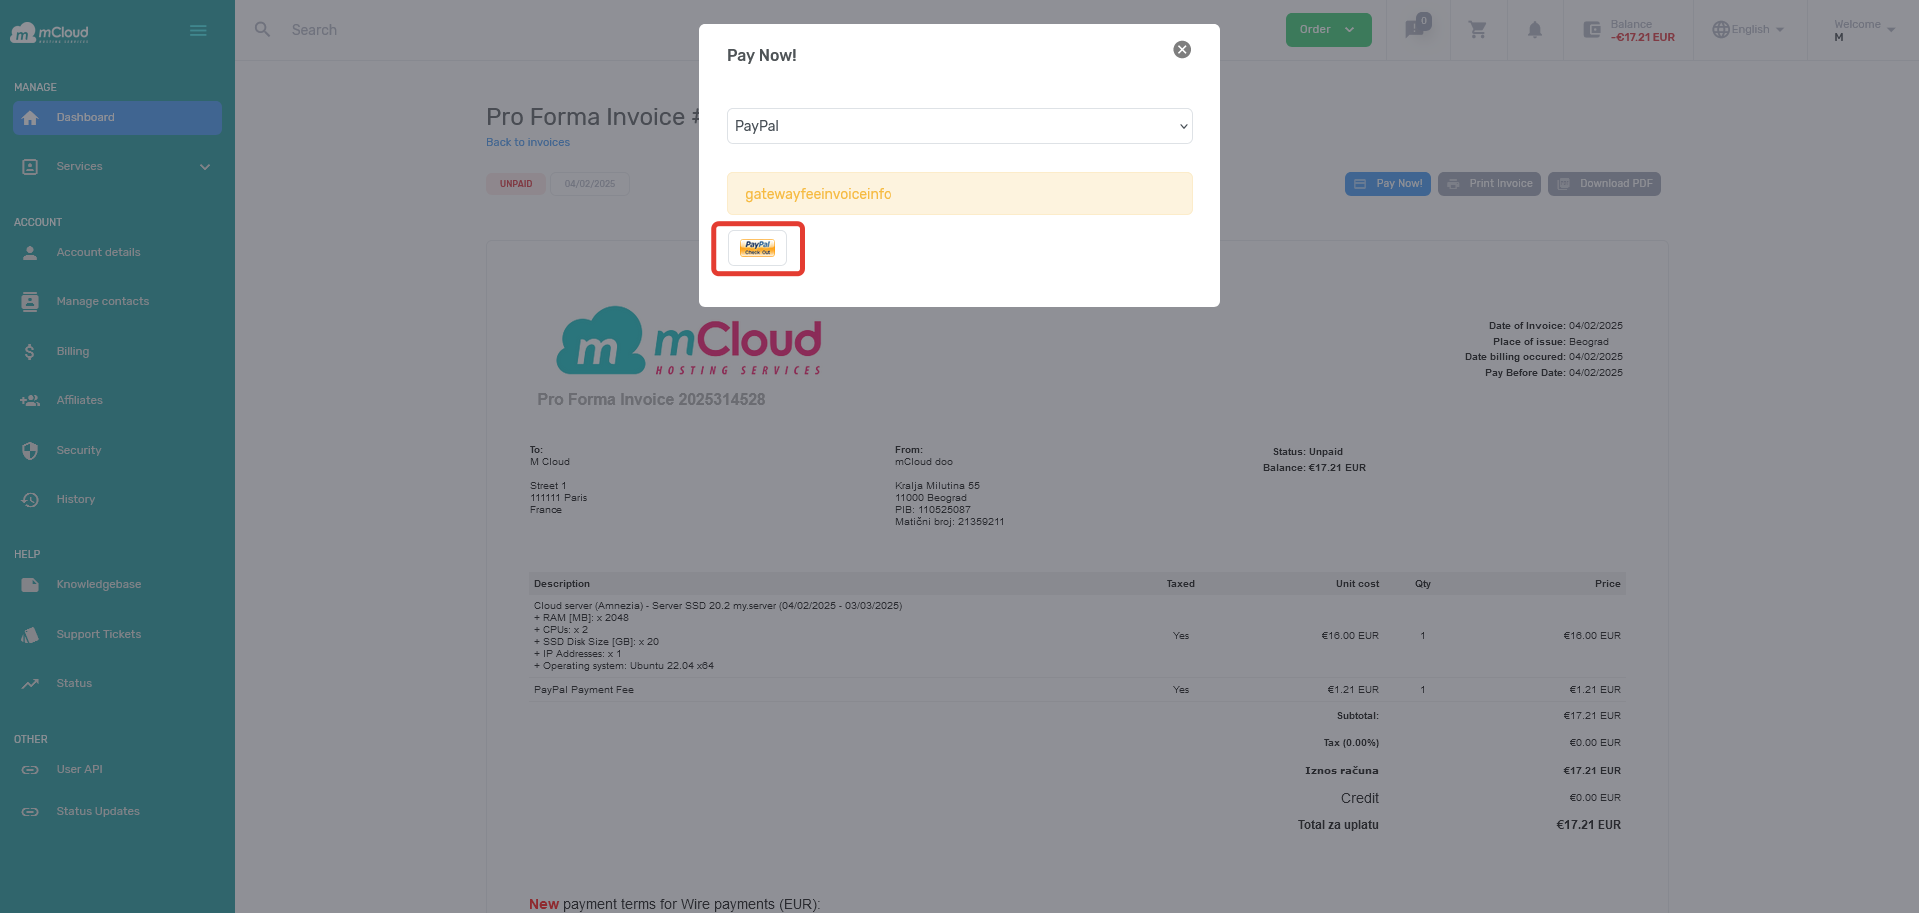 mCloud
HOSTING SERVICES
Search
Order
0
Balance
-€17.21 EUR
English
Welcome
M
MANAGE
Dashboard
Services
ACCOUNT
Account details
Manage contacts
Billing
Affiliates
Security
History
HELP
Knowledgebase
Support Tickets
Status
OTHER
User API
Status Updates
Pay Now!
PayPal
gatewayfeeinvoiceinfo
PayPal
Check Out
Pro Forma Invoice #
Back to invoices
UNPAID
04/02/2025
Pay Now!
Print Invoice
Download PDF
mCloud
HOSTING SERVICES
Pro Forma Invoice 2025314528
Date of Invoice: 04/02/2025
Place of issue: Beograd
Date billing occured: 04/02/2025
Pay Before Date: 04/02/2025
To:
M Cloud
Street 1
111111 Paris
France
From:
mCloud doo
Kralja Milutina 55
11000 Beograd
PIB: 110525087
Matični broj: 21359211
Status: Unpaid
Balance: €17.21 EUR
Description Taxed Unit cost Qty Price
Cloud server (Amnezia) - Server SSD 20.2 my.server (04/02/2025 - 03/03/2025)
+ RAM [MB]: x 2048
+ CPUs: x 2
+ SSD Disk Size [GB]: x 20
+ IP Addresses: x 1
+ Operating system: Ubuntu 22.04 x64
Yes €16.00 EUR 1 €16.00 EUR
PayPal Payment Fee Yes €1.21 EUR 1 €1.21 EUR
Subtotal: €17.21 EUR
Tax (0.00%) €0.00 EUR
Iznos računa €17.21 EUR
Credit €0.00 EUR
Total za uplatu €17.21 EUR
New payment terms for Wire payments (EUR):